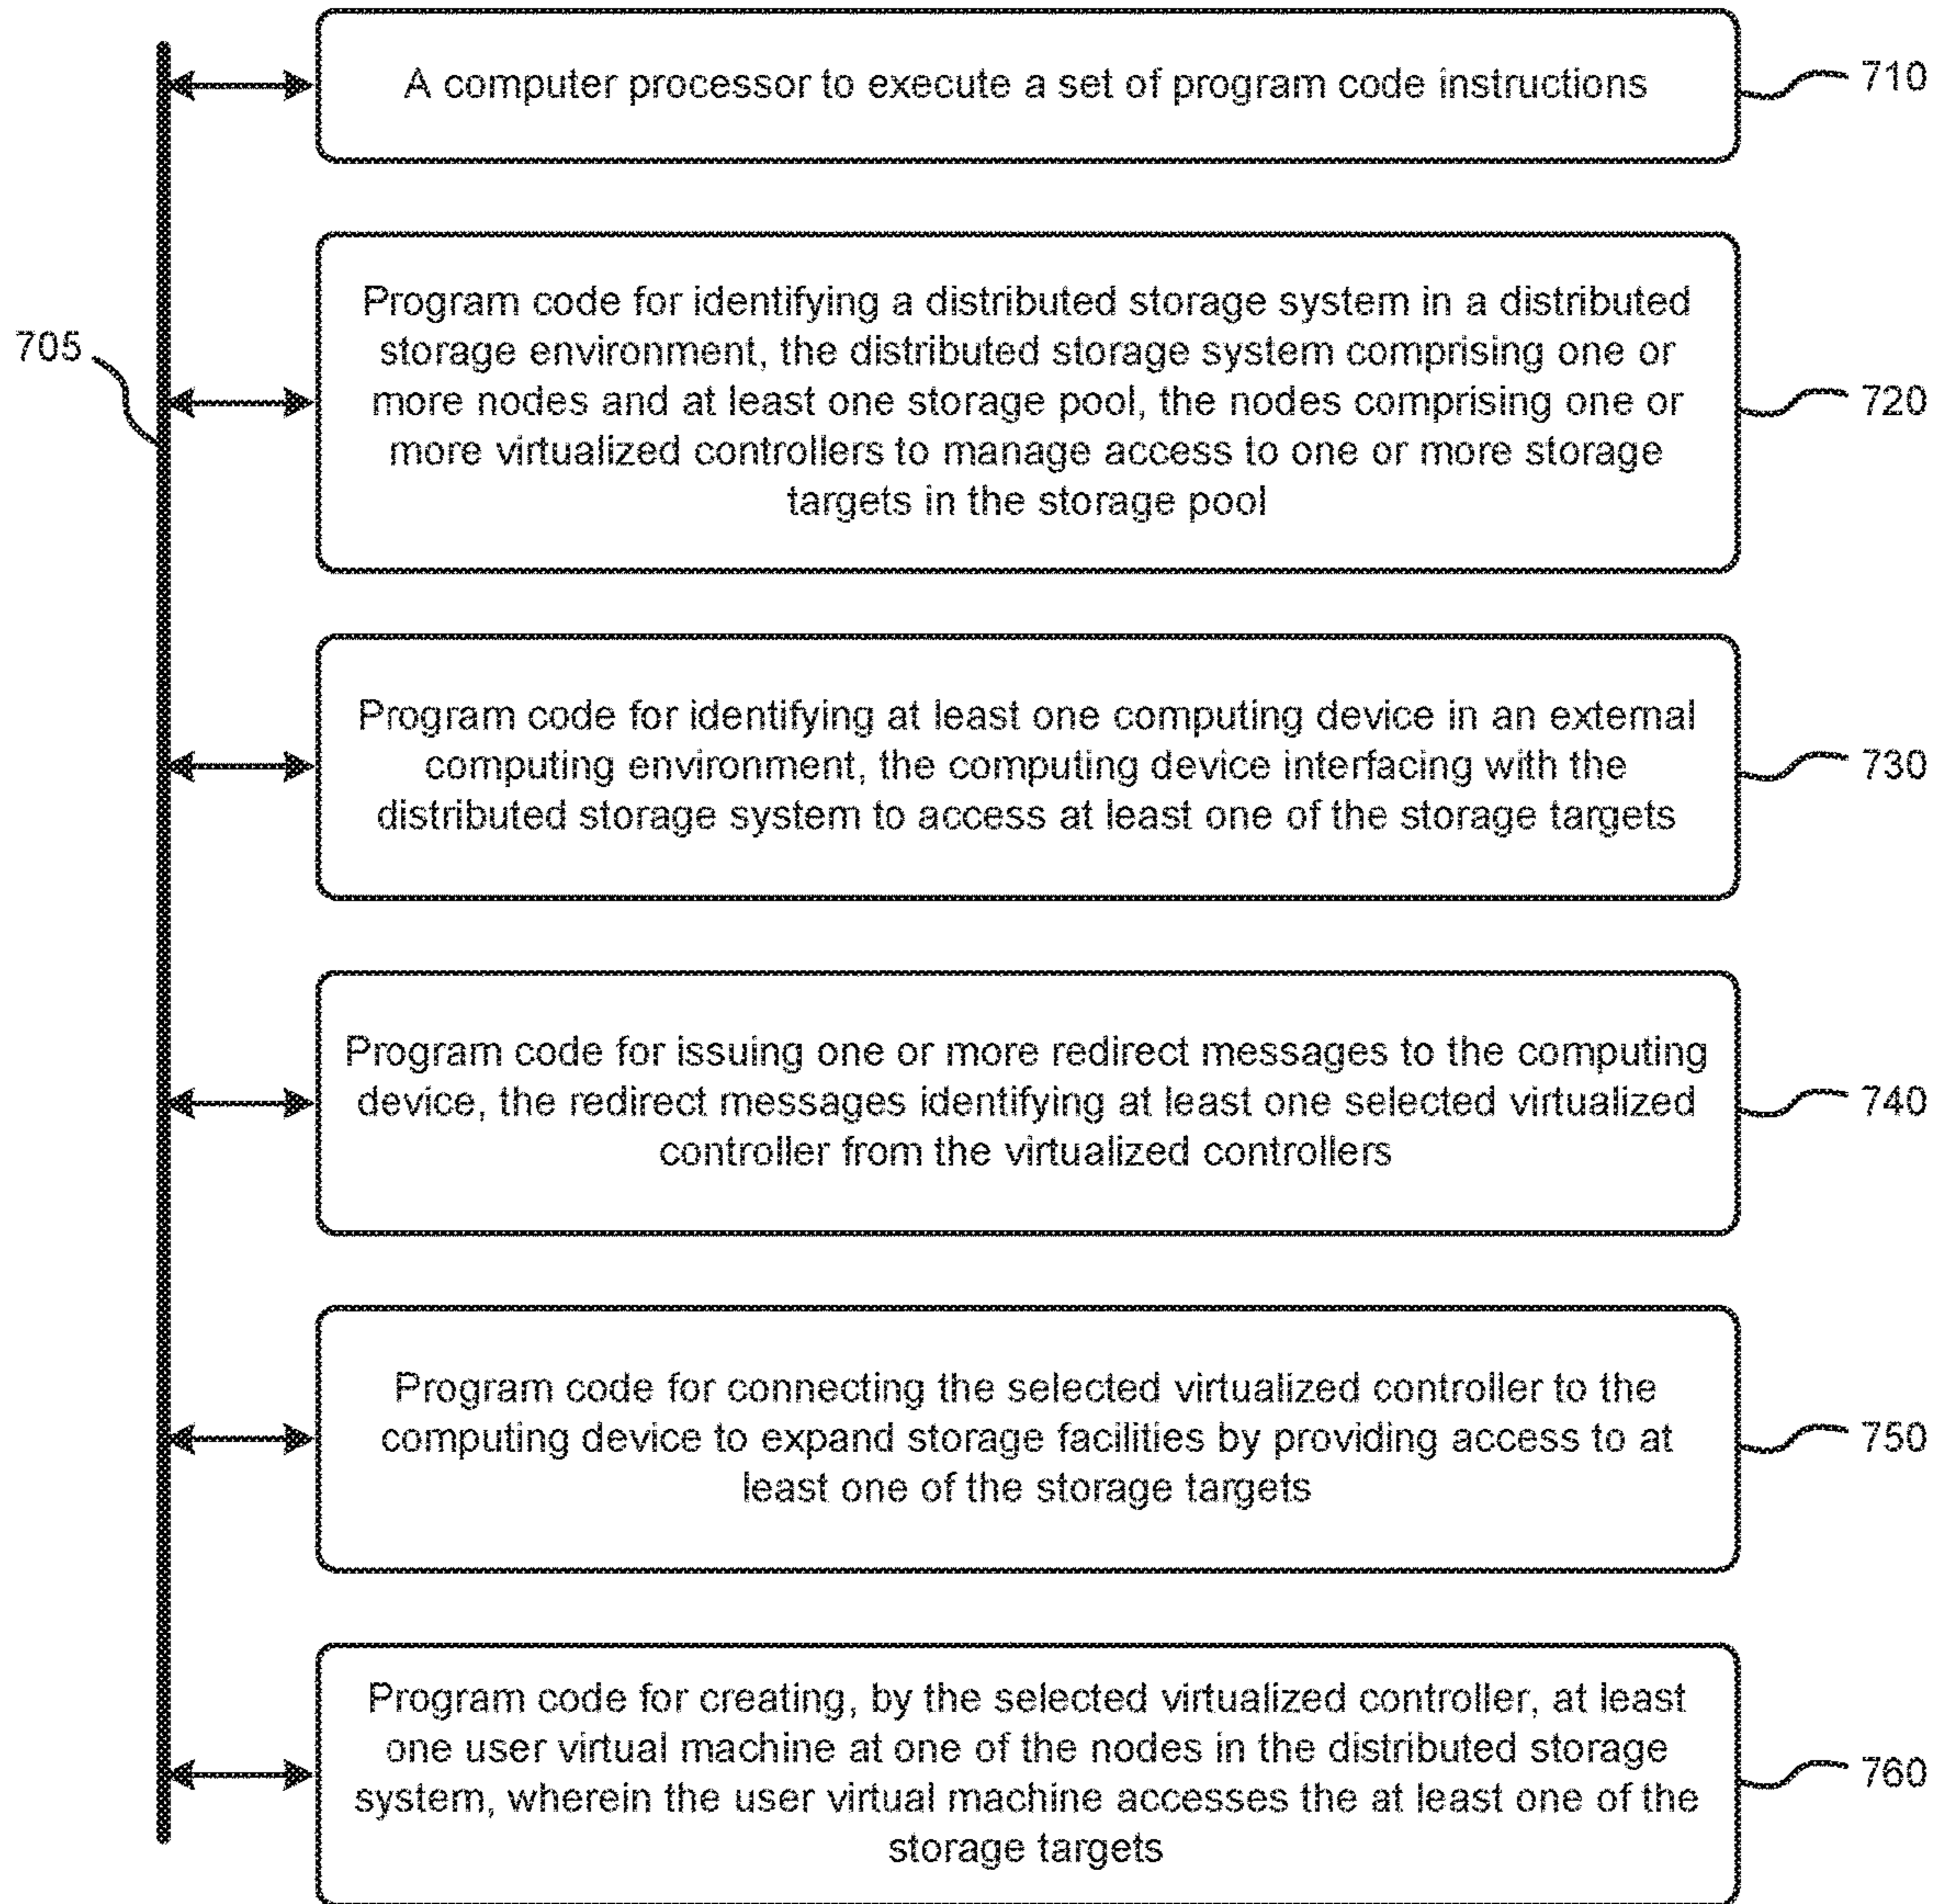 A computer processor to execute a set of program code instructions
710
Program code for identifying a distributed storage system in a distributed
storage environment, the distributed storage system comprising one or
more nodes and at least one storage pool, the nodes comprising one or
more virtualized controllers to manage access to one or more storage
targets in the storage pool
705
720
Program code for identifying at least one computing device in an external
computing environment, the computing device interfacing with the
distributed storage system to access at least one of the storage targets
730
Program code for issuing one or more redirect messages to the computing
device, the redirect messages identifying at least one selected virtualized
controller from the virtualized controllers
740
Program code for connecting the selected virtualized controller to the
computing device to expand storage facilities by providing access to at
least one of the storage targets
750
Program code for creating, by the selected virtualized controller, at least
one user virtual machine at one of the nodes in the distributed storage
system, wherein the user virtual machine accesses the at least one of the
storage targets
760